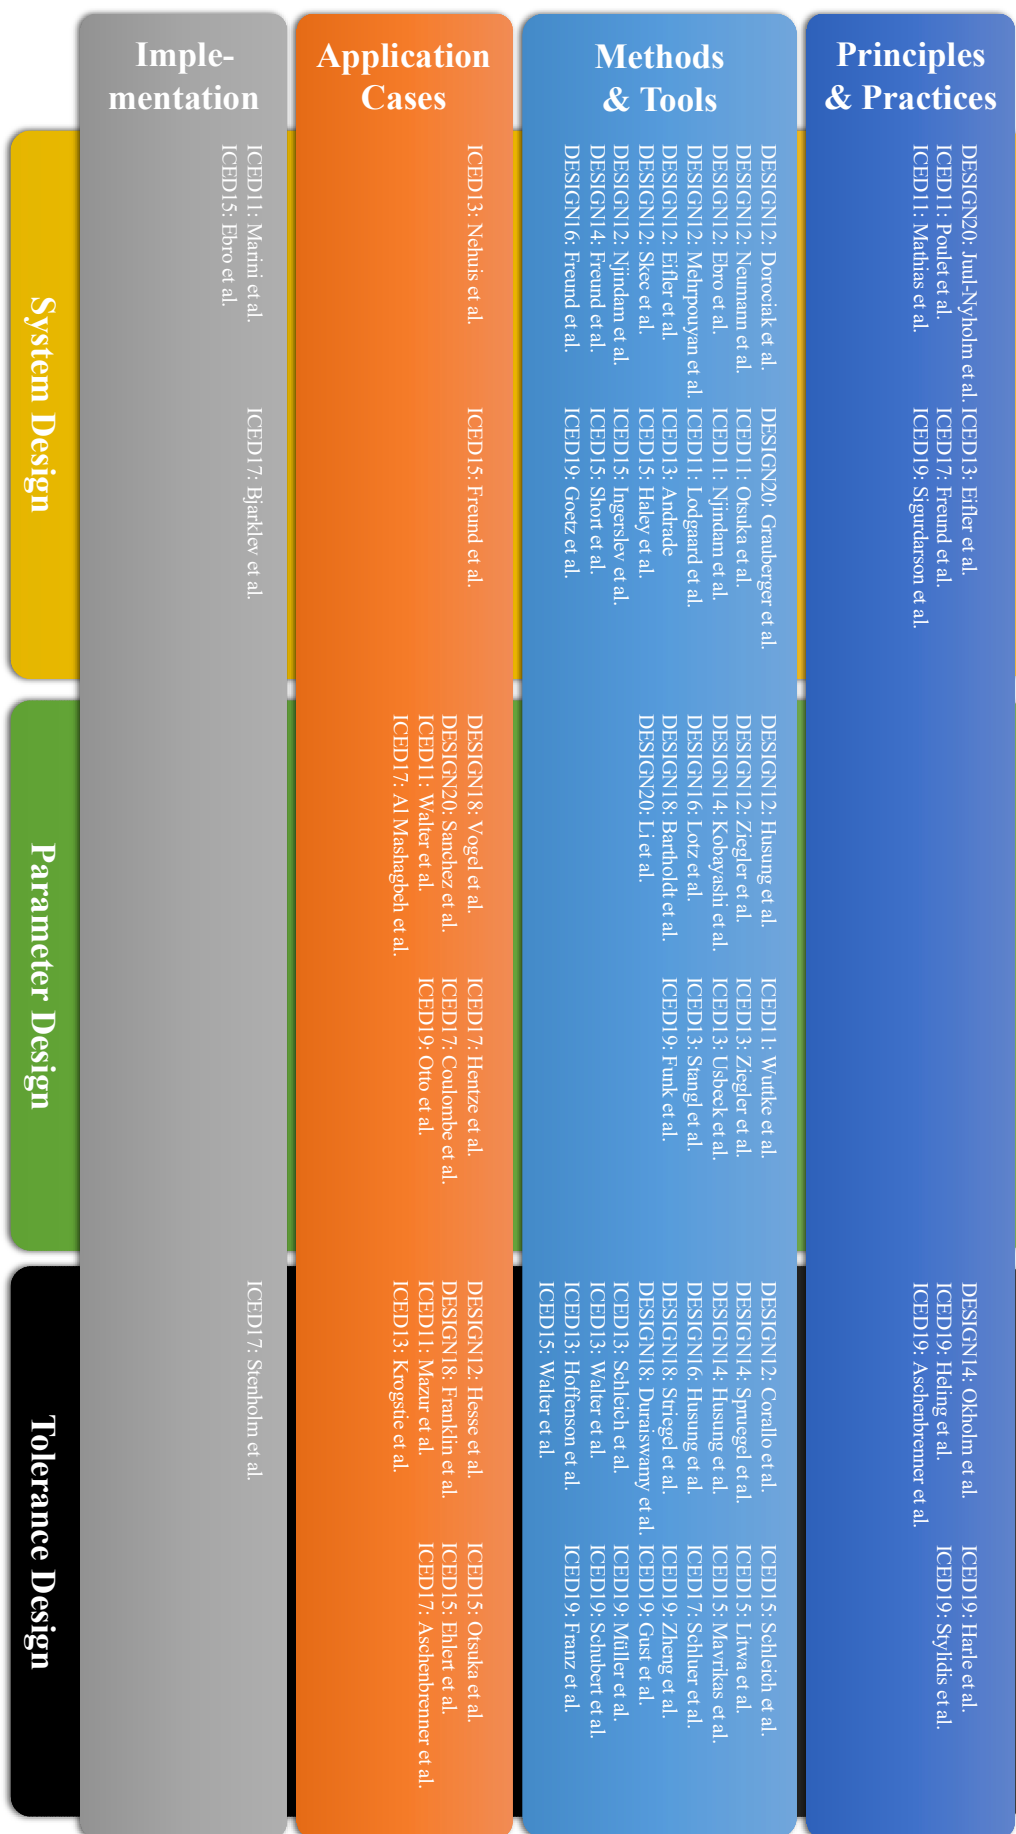 Imple-
mentation
Application
Cases
Methods
& Tools
Principles
& Practices
System Design
DESIGN20: Juul-Nyholm et al.
ICED11: Poulet et al.
ICED11: Mathias et al.
ICED13: Eifler et al.
ICED17: Freund et al.
ICED19: Sigurdarson et al.
DESIGN12: Dorociak et al.
DESIGN12: Neumann et al.
DESIGN12: Ebro et al.
DESIGN12: Mehrpouyan et al.
DESIGN12: Eifler et al.
DESIGN12: Skec et al.
DESIGN12: Njindam et al.
DESIGN14: Freund et al.
DESIGN16: Freund et al.
DESIGN20: Grauberger et al.
ICED11: Otsuka et al.
ICED11: Njindam et al.
ICED11: Lodgaard et al.
ICED13: Andrade
ICED15: Haley et al.
ICED15: Ingerslev et al.
ICED15: Short et al.
ICED19: Goetz et al.
ICED13: Nehuis et al.
ICED15: Freund et al.
ICED11: Marini et al.
ICED15: Ebro et al.
ICED17: Bjarklev et al.
Parameter Design
DESIGN12: Husung et al.
DESIGN12: Ziegler et al.
DESIGN14: Kobayashi et al.
DESIGN16: Lotz et al.
DESIGN18: Bartholdt et al.
DESIGN20: Li et al.
ICED11: Wuttke et al.
ICED13: Ziegler et al.
ICED13: Usbeck et al.
ICED13: Stangl et al.
ICED19: Funk et al.
DESIGN18: Vogel et al.
DESIGN20: Sanchez et al.
ICED11: Walter et al.
ICED17: Al Mashagbeh et al.
ICED17: Hentze et al.
ICED17: Coulombe et al.
ICED19: Otto et al.
Tolerance Design
DESIGN14: Okholm et al.
ICED19: Heling et al.
ICED19: Aschenbrenner et al.
ICED19: Harle et al.
ICED19: Stylidis et al.
DESIGN12: Corallo et al.
DESIGN14: Spruegel et al.
DESIGN14: Husung et al.
DESIGN16: Husung et al.
DESIGN18: Striegel et al.
DESIGN18: Duraiswamy et al.
ICED13: Schleich et al.
ICED13: Walter et al.
ICED13: Hoffenson et al.
ICED15: Walter et al.
ICED15: Schleich et al.
ICED15: Litwa et al.
ICED15: Mavrikas et al.
ICED17: Schluer et al.
ICED19: Zheng et al.
ICED19: Gust et al.
ICED19: Müller et al.
ICED19: Schubert et al.
ICED19: Franz et al.
DESIGN12: Hesse et al.
DESIGN18: Franklin et al.
ICED11: Mazur et al.
ICED13: Krogstie et al.
ICED15: Otsuka et al.
ICED15: Ehlert et al.
ICED17: Aschenbrenner et al.
ICED17: Stenholm et al.